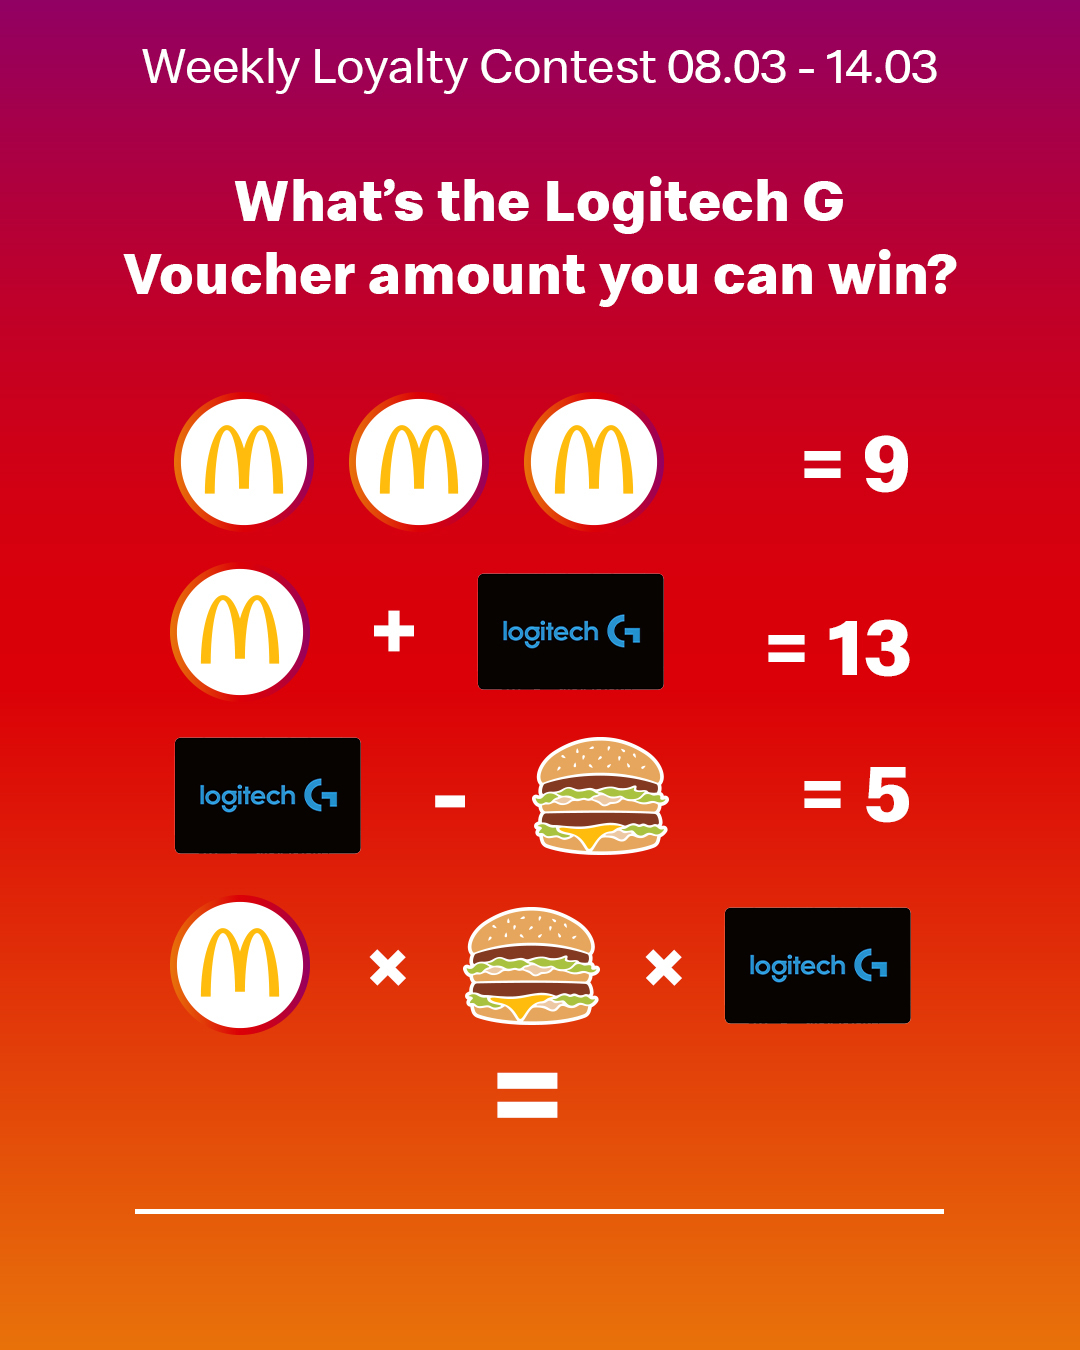 Weekly Loyalty Contest 08.03 - 14.03
What's the Logitech G
Voucher amount you can win?
= 9
+ logitech G = 13
logitech G - = 5
× × logitech G
=